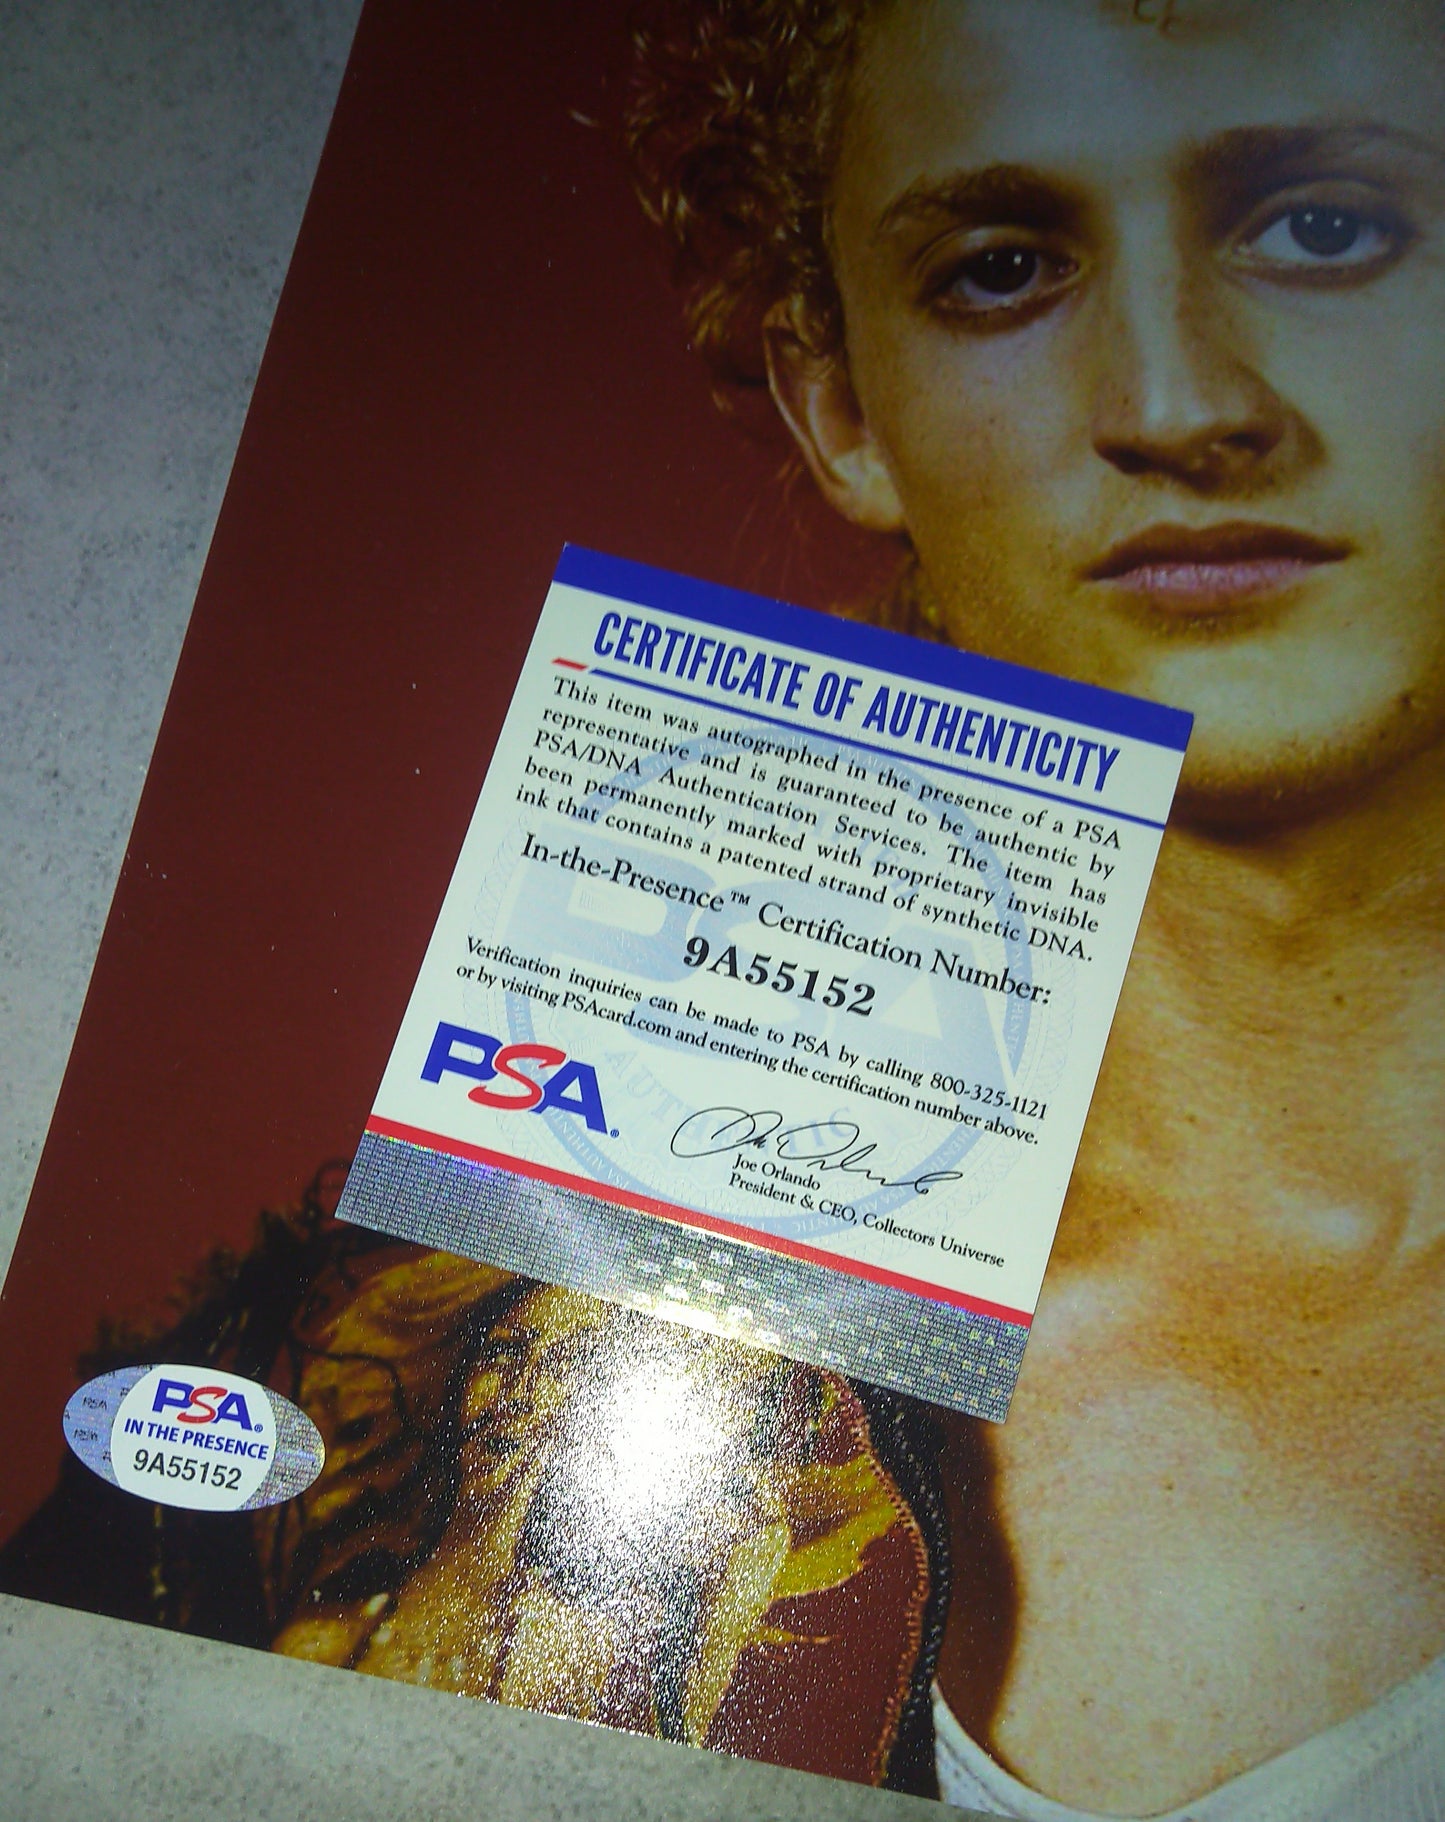 CERTIFICATE OF AUTHENTICITY
This item was autographed in the presence of a PSA
representative and is guaranteed to be authentic by
PSA/DNA Authentication Services. The item has
been permanently marked with proprietary invisible
ink that contains a patented strand of synthetic DNA.
In-the-Presence™ Certification Number:
9A55152
Verification inquiries can be made to PSA by calling 800-325-1121
or by visiting PSAcard.com and entering the certification number above.
PSA®
Joe Orlando
President & CEO, Collectors Universe
PSA®
IN THE PRESENCE
9A55152